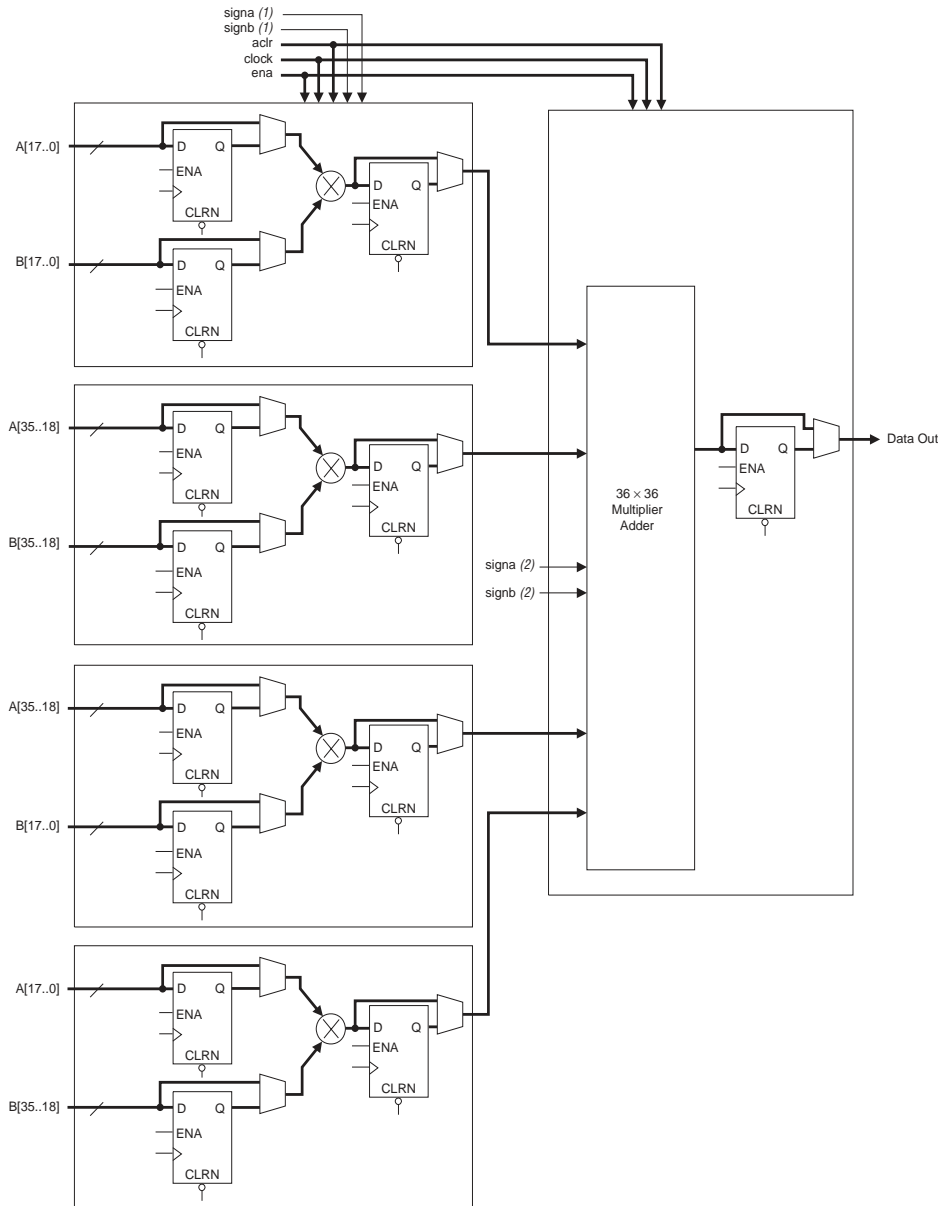 signa (1)
signb (1)
aclr
clock
ena
A[17..0]
D Q
ENA
CLRN
B[17..0]
D Q
ENA
CLRN
D Q
ENA
CLRN
A[35..18]
D Q
ENA
CLRN
B[35..18]
D Q
ENA
CLRN
D Q
ENA
CLRN
A[35..18]
D Q
ENA
CLRN
B[17..0]
D Q
ENA
CLRN
D Q
ENA
CLRN
A[17..0]
D Q
ENA
CLRN
B[35..18]
D Q
ENA
CLRN
D Q
ENA
CLRN
36 × 36
Multiplier
Adder
signa (2)
signb (2)
D Q
ENA
CLRN
Data Out